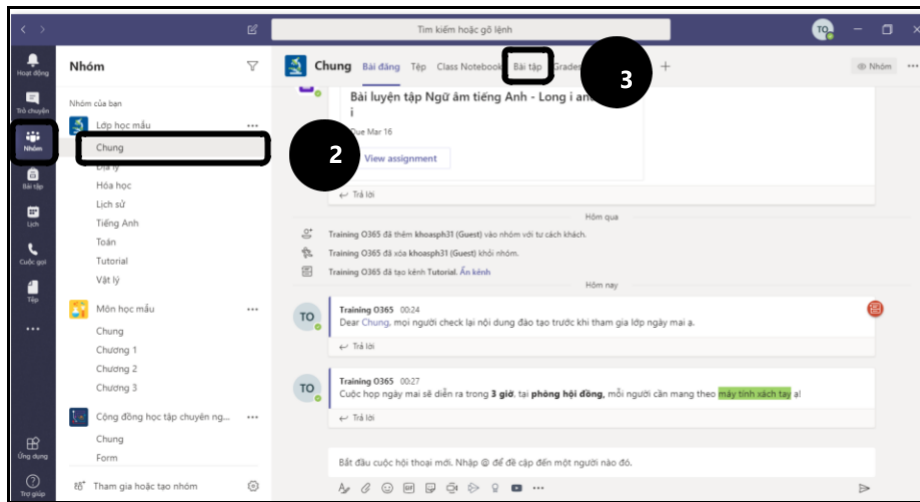 Tìm kiếm hoặc gõ lệnh
TO
Hoạt động
Trò chuyện
Nhóm
Bài tập
Lịch
Cuộc gọi
Tệp
Ứng dụng
Trợ giúp
Nhóm
Nhóm của bạn
Lớp học mẫu
Chung
Địa lý
Hóa học
Lịch sử
Tiếng Anh
Toán
Tutorial
Vật lý
Môn học mẫu
Chung
Chương 1
Chương 2
Chương 3
Cộng đồng học tập chuyên ng...
Chung
Form
Tham gia hoặc tạo nhóm
Chung Bài đăng Tệp Class Notebook Bài tập Grades
Nhóm
2
3
Bài luyện tập Ngữ âm tiếng Anh - Long i and
i
Due Mar 16
View assignment
Trả lời
Hôm qua
Training O365 đã thêm khoasph31 (Guest) vào nhóm với tư cách khách.
Training O365 đã xóa khoasph31 (Guest) khỏi nhóm.
Training O365 đã tạo kênh Tutorial. Ẩn kênh
Hôm nay
TO
Training O365 00:24
Dear Chung, mọi người check lại nội dung đào tạo trước khi tham gia lớp ngày mai ạ.
Trả lời
TO
Training O365 00:27
Cuộc họp ngày mai sẽ diễn ra trong 3 giờ, tại phòng hội đồng, mỗi người cần mang theo máy tính xách tay ạ!
Trả lời
Bắt đầu cuộc hội thoại mới. Nhập @ để đề cập đến một người nào đó.
GIF